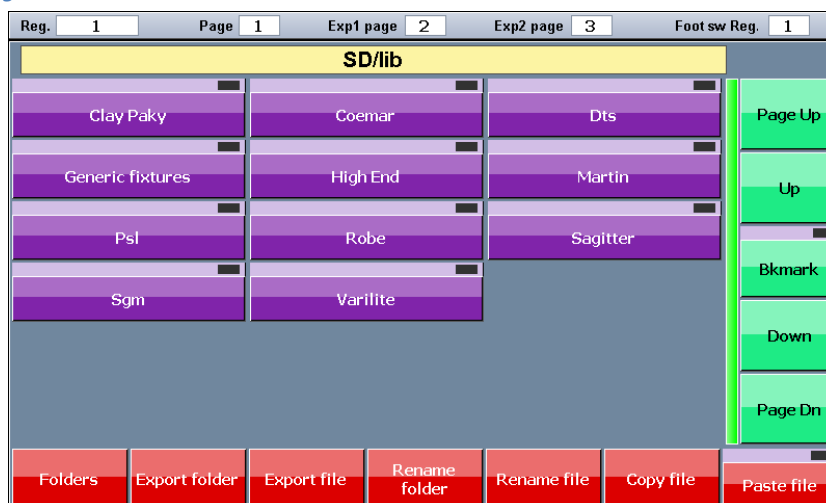 Reg. 1 Page 1 Exp1 page 2 Exp2 page 3 Foot sw Reg. 1
SD/lib
Clay Paky Coemar Dts Page Up
Generic fixtures High End Martin Up
Psl Robe Sagitter
Sgm Varilite Bkmark
Down
Page Dn
Folders Export folder Export file Rename folder Rename file Copy file Paste file